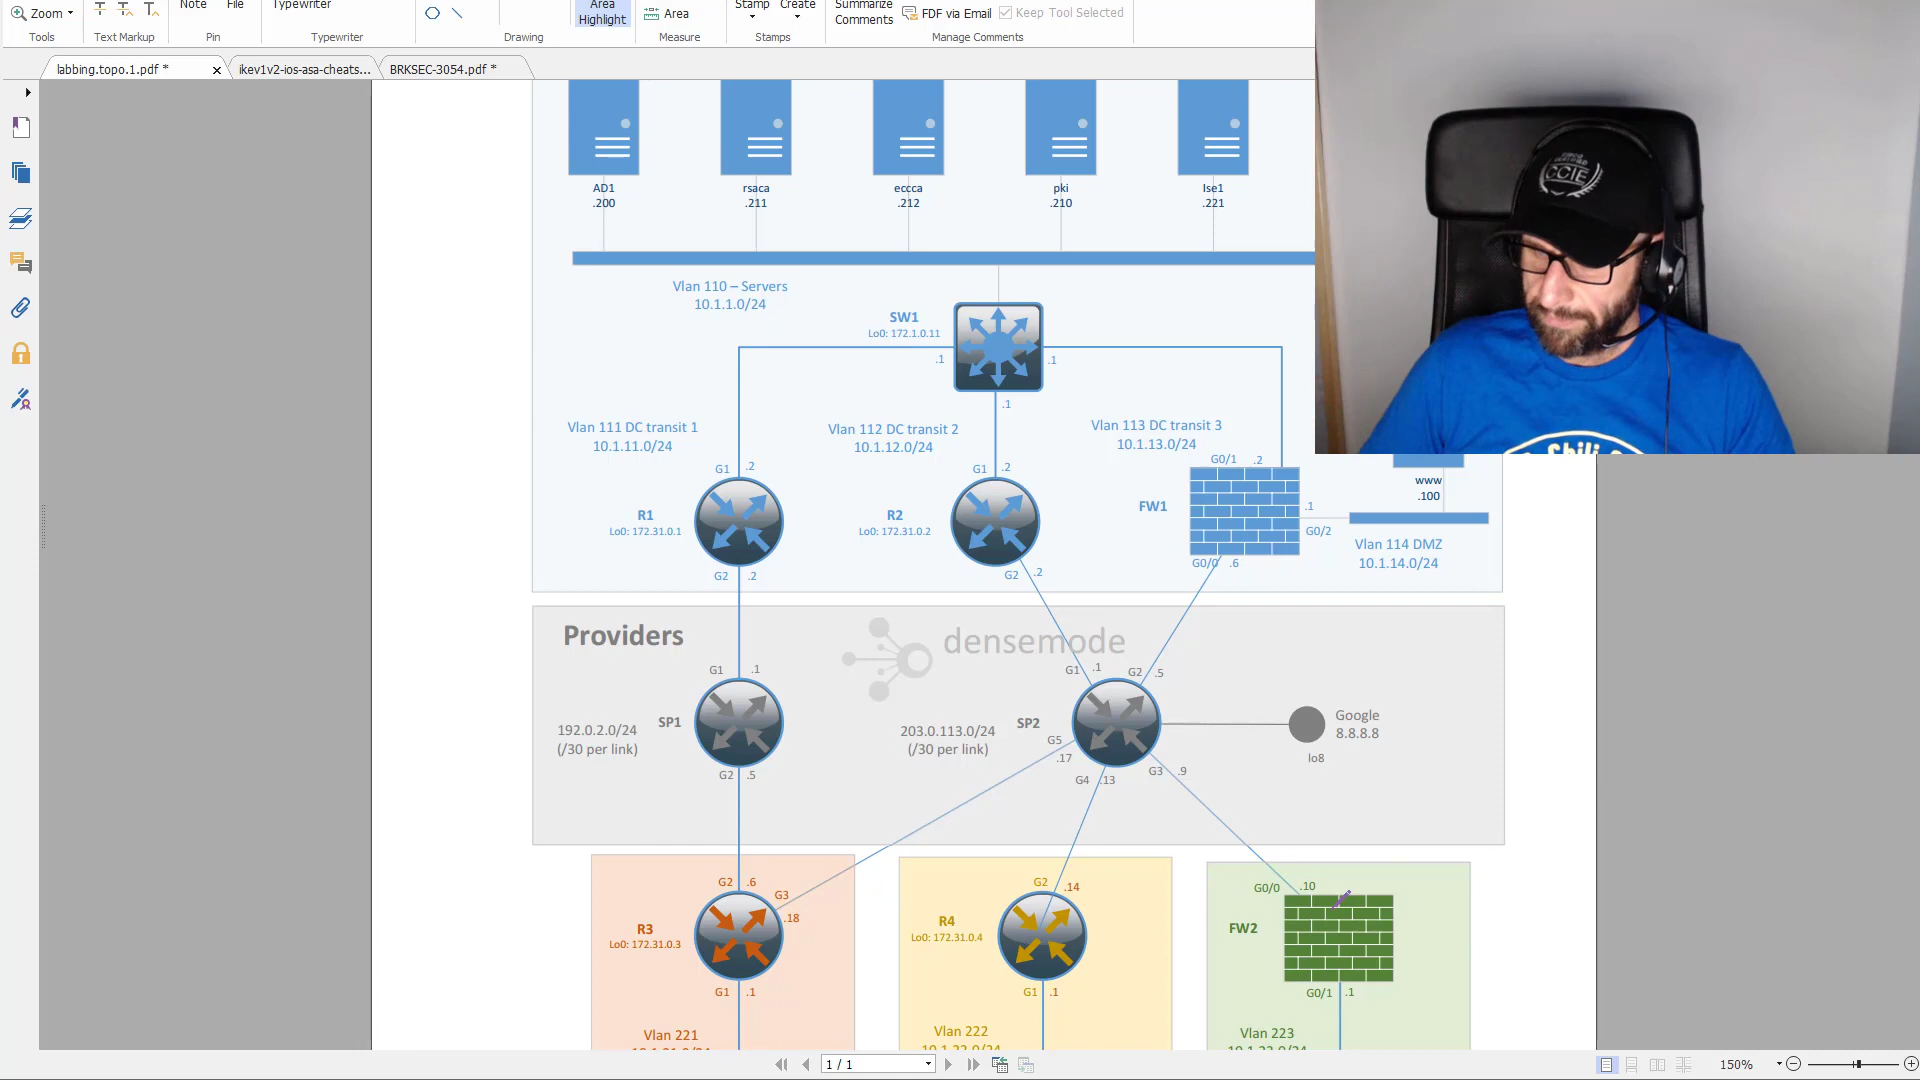 Zoom
Note
File
Typewriter
Area
Highlight
Area
Stamp
Create
Summarize
Comments
FDF via Email
Keep Tool Selected
Tools
Text Markup
Pin
Typewriter
Drawing
Measure
Stamps
Manage Comments
labbing.topo.1.pdf *
ikev1v2-ios-asa-cheats...
BRKSEC-3054.pdf *
AD1
.200
rsaca
.211
eccca
.212
pki
.210
Ise1
.221
Vlan 110 – Servers
10.1.1.0/24
SW1
Lo0: 172.1.0.11
.1
.1
.1
Vlan 111 DC transit 1
10.1.11.0/24
Vlan 112 DC transit 2
10.1.12.0/24
Vlan 113 DC transit 3
10.1.13.0/24
G1 .2
G1 .2
G0/1 .2
R1
Lo0: 172.31.0.1
R2
Lo0: 172.31.0.2
FW1
.1
G0/2
www
.100
Vlan 114 DMZ
10.1.14.0/24
G2 .2
G2 .2
G0/0 .6
Providers
densemode
G1 .1
G1 .1
G2 .5
192.0.2.0/24
(/30 per link)
SP1
203.0.113.0/24
(/30 per link)
SP2
Google
8.8.8.8
lo8
G5
.17
G2 .5
G4 .13
G3 .9
G2 .6
G3
.18
G2 .14
G0/0 .10
R3
Lo0: 172.31.0.3
R4
Lo0: 172.31.0.4
FW2
G1 .1
G1 .1
G0/1 .1
Vlan 221
Vlan 222
Vlan 223
CCIE
Chili
1 / 1
150%